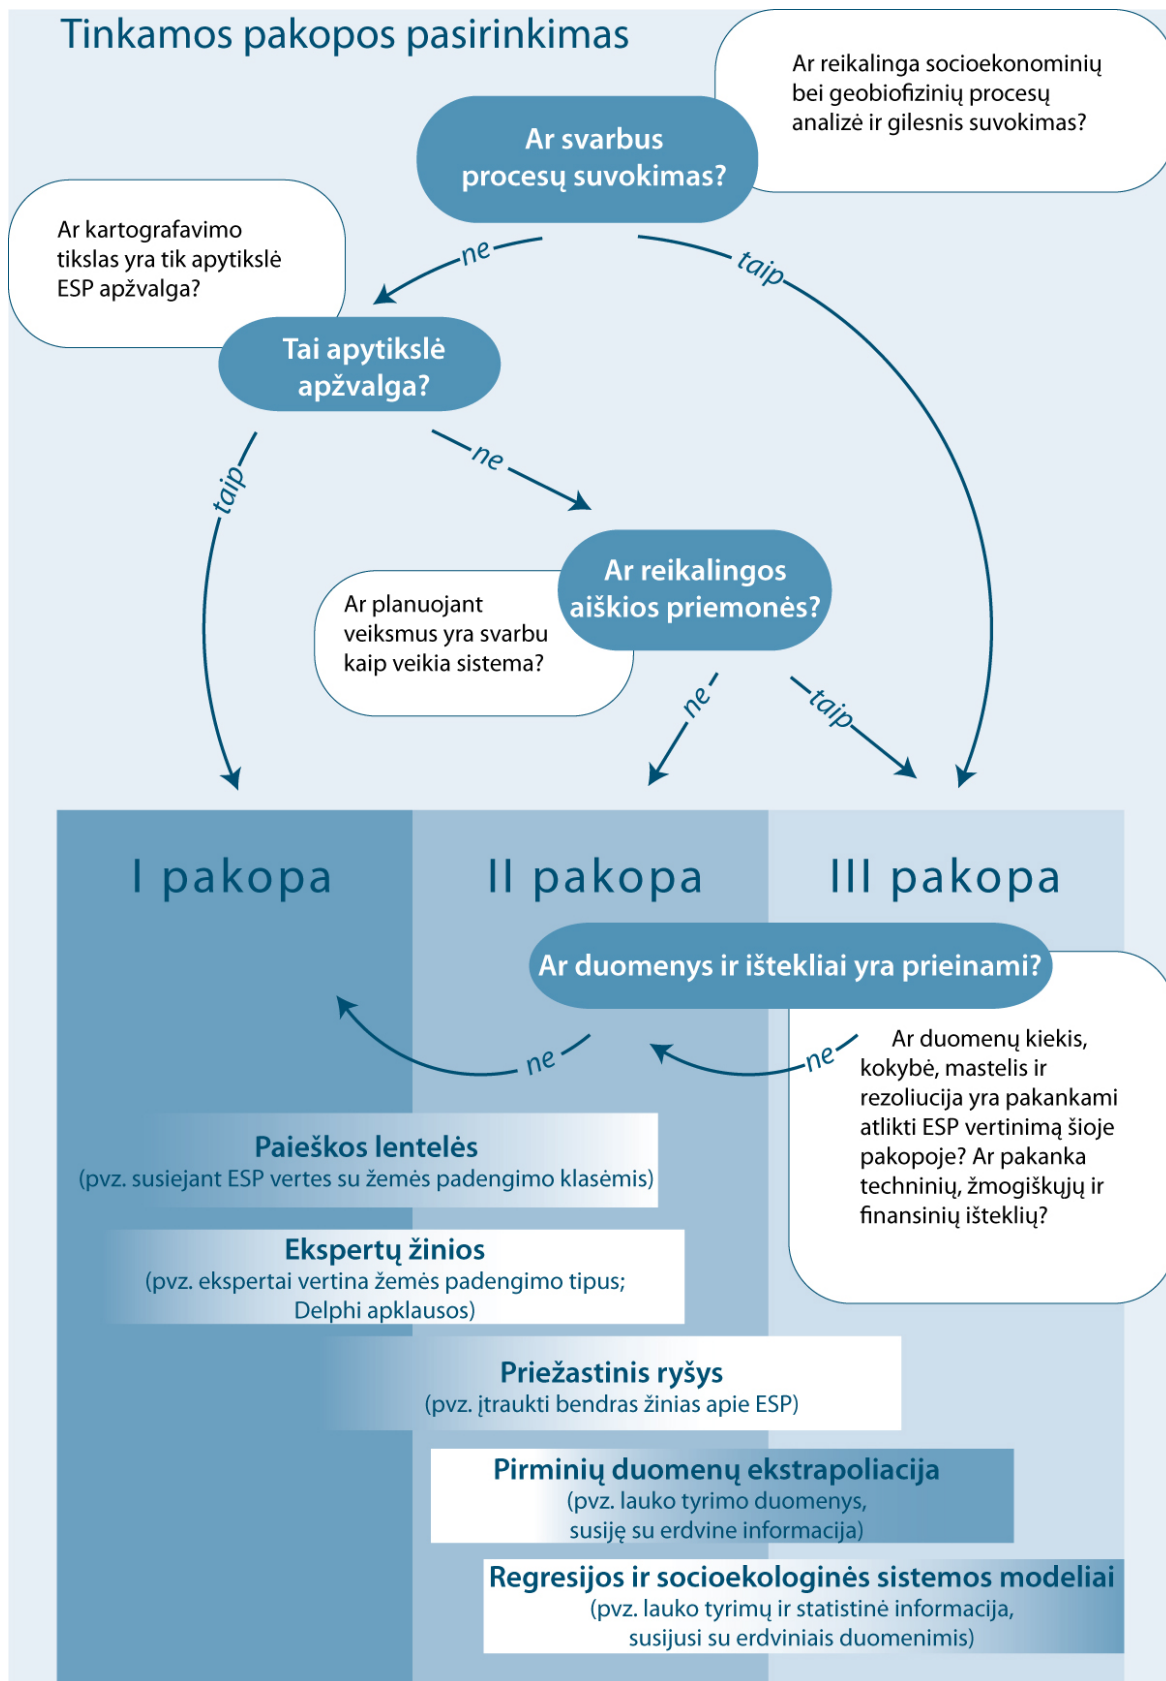 Tinkamos pakopos pasirinkimas
Ar reikalinga socioekonominių
bei geobiofizinių procesų
analizė ir gilesnis suvokimas?
Ar svarbus
procesų suvokimas?
Ar kartografavimo
tikslas yra tik apytikslė
ESP apžvalga?
ne
taip
Tai apytikslė
apžvalga?
taip
ne
Ar reikalingos
aiškios priemonės?
Ar planuojant
veiksmus yra svarbu
kaip veikia sistema?
ne
taip
I pakopa
II pakopa
III pakopa
Ar duomenys ir ištekliai yra prieinami?
ne
ne
Ar duomenų kiekis,
kokybė, mastelis ir
rezoliucija yra pakankami
atlikti ESP vertinimą šioje
pakopoje? Ar pakanka
techninių, žmogiškųjų ir
finansinių išteklių?
Paieškos lentelės
(pvz. susiejant ESP vertes su žemės padengimo klasėmis)
Ekspertų žinios
(pvz. ekspertai vertina žemės padengimo tipus;
Delphi apklausos)
Priežastinis ryšys
(pvz. įtraukti bendras žinias apie ESP)
Pirminių duomenų ekstrapoliacija
(pvz. lauko tyrimo duomenys,
susiję su erdvine informacija)
Regresijos ir socioekologinės sistemos modeliai
(pvz. lauko tyrimų ir statistinė informacija,
susijusi su erdviniais duomenimis)